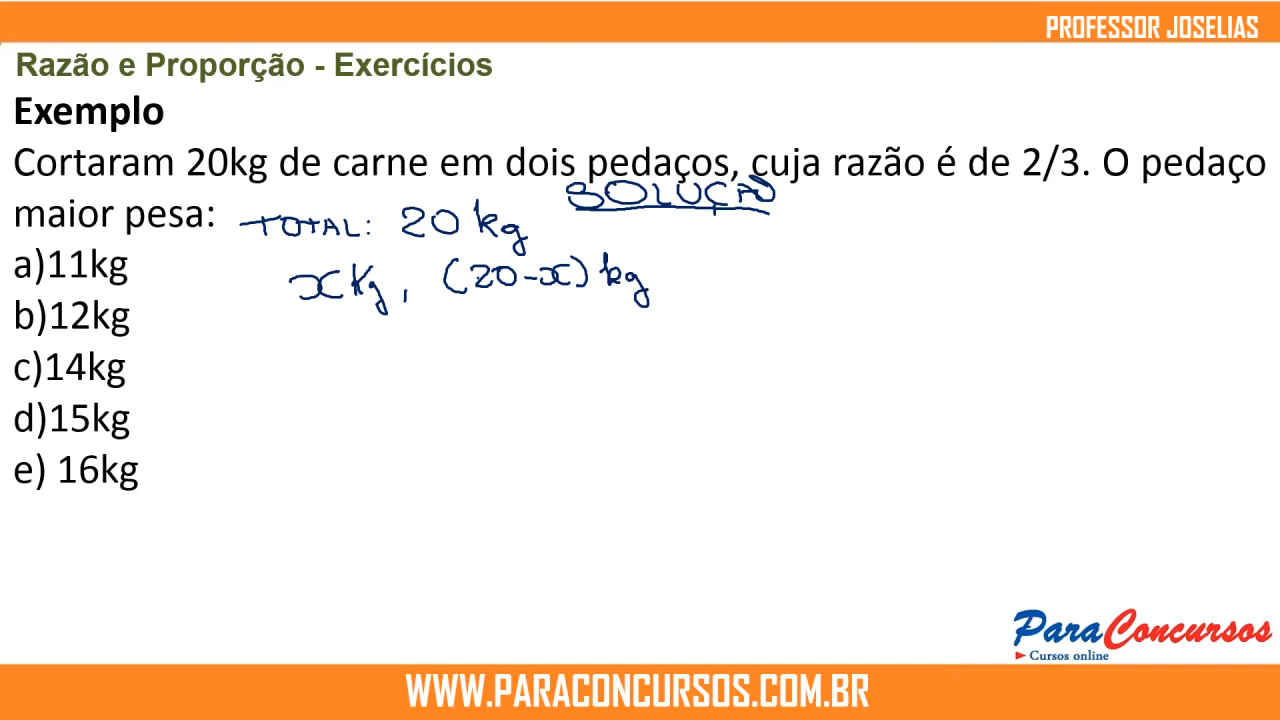 PROFESSOR JOSELIAS
Razão e Proporção - Exercícios
Exemplo
Cortaram 20kg de carne em dois pedaços, cuja razão é de 2/3. O pedaço
maior pesa:
SOLUÇÃO
TOTAL: 20 kg
x Kg, (20-x) kg
a)11kg
b)12kg
c)14kg
d)15kg
e) 16kg
ParaConcursos
Cursos online
WWW.PARACONCURSOS.COM.BR